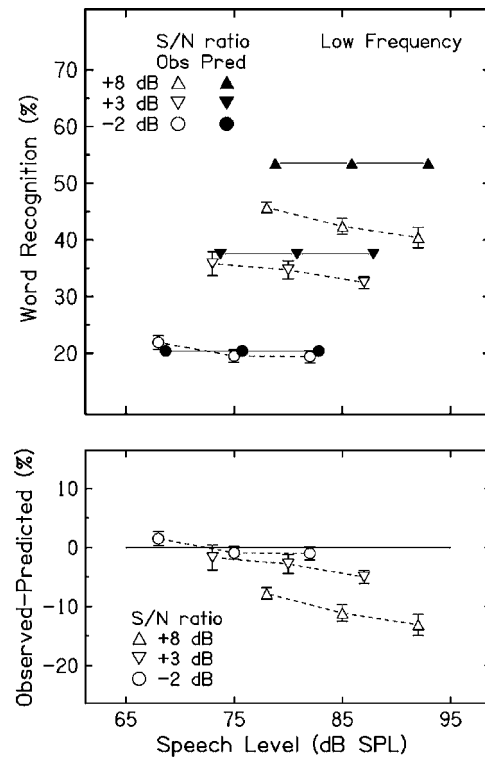 S/N ratio Low Frequency
Obs Pred
+8 dB
+3 dB
−2 dB
70
60
50
40
30
20
Word Recognition (%)
10
0
−10
−20
Observed−Predicted (%)
S/N ratio
+8 dB
+3 dB
−2 dB
65 75 85 95
Speech Level (dB SPL)